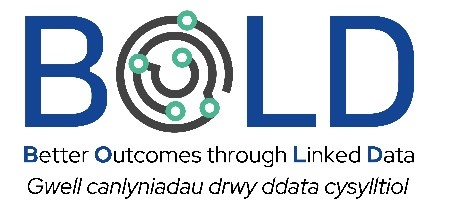 BOLD
Better Outcomes through Linked Data
Gwell canlyniadau drwy ddata cysylltiol